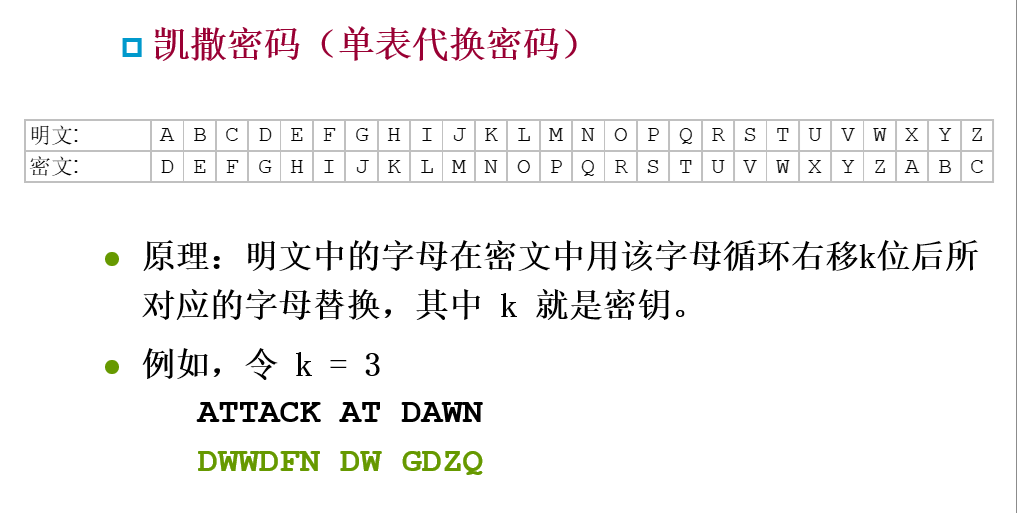 凯撒密码（单表代换密码）
明文: A B C D E F G H I J K L M N O P Q R S T U V W X Y Z
密文: D E F G H I J K L M N O P Q R S T U V W X Y Z A B C
原理：明文中的字母在密文中用该字母循环右移k位后所
对应的字母替换，其中 k 就是密钥。
例如，令 k = 3
ATTACK AT DAWN
DWWDFN DW GDZQ